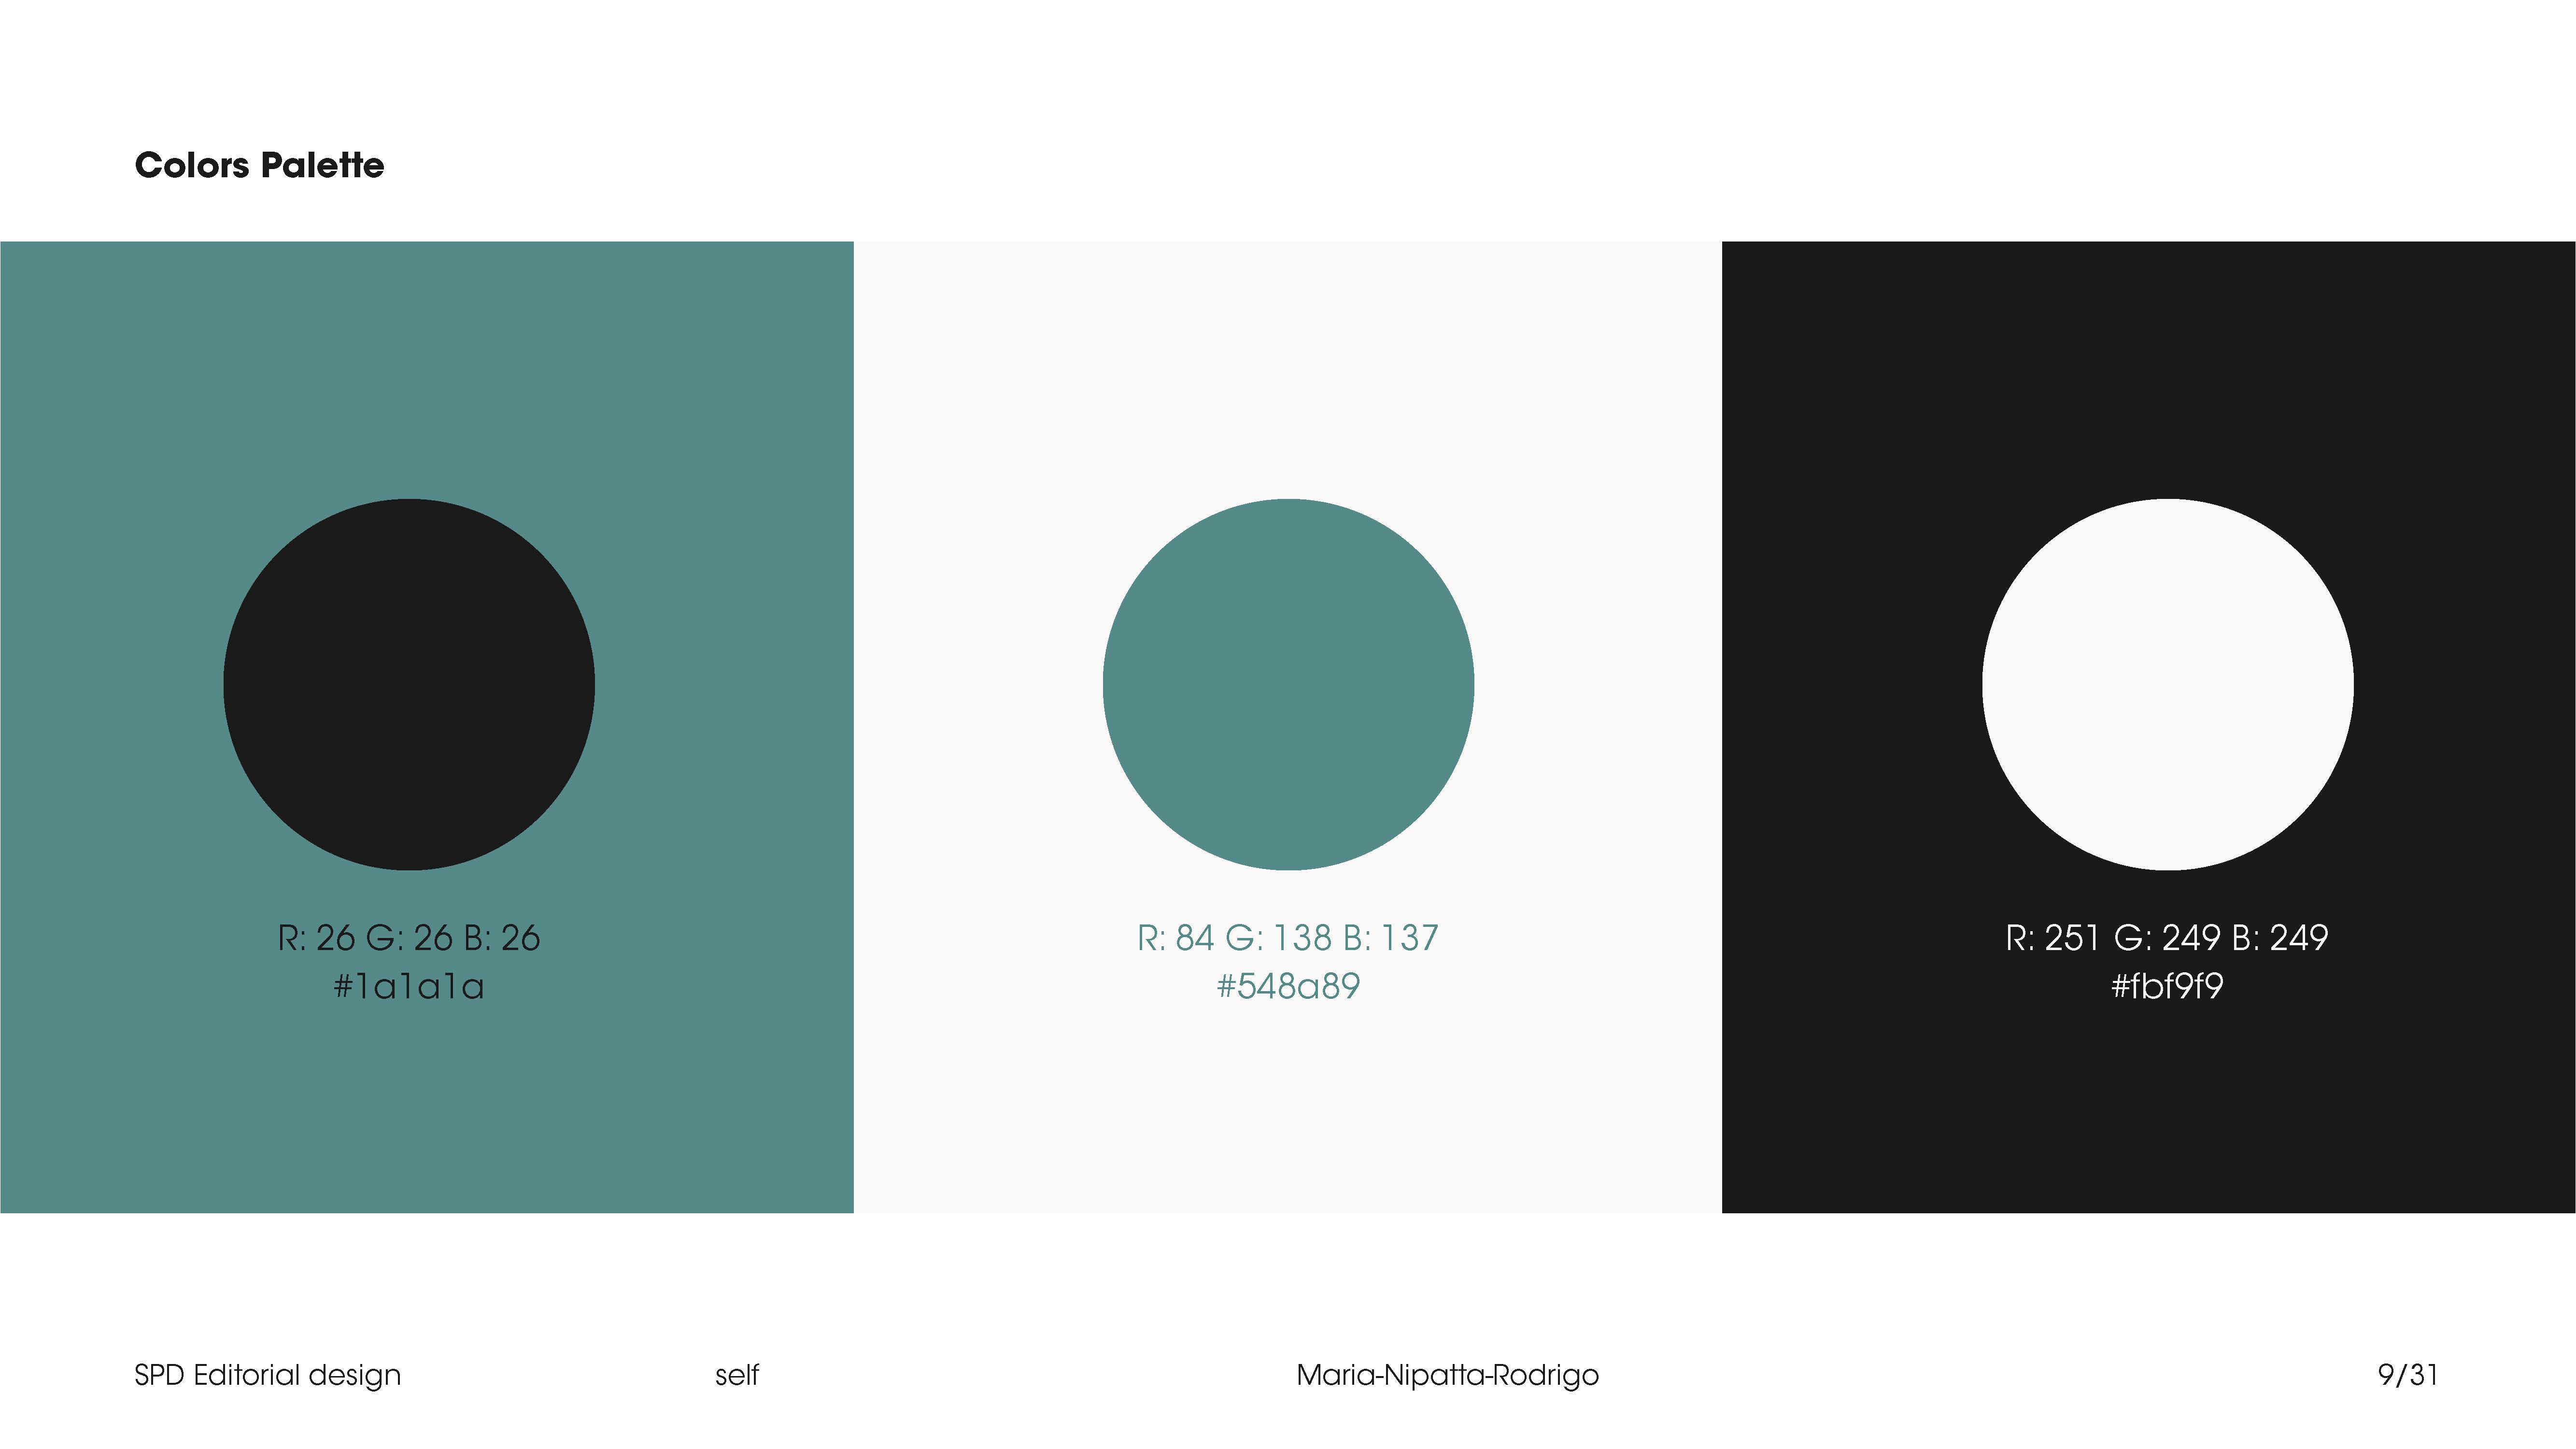 Colors Palette
R: 26 G: 26 B: 26
#1a1a1a
R: 84 G: 138 B: 137
#548a89
R: 251 G: 249 B: 249
#fbf9f9
SPD Editorial design
self
Maria-Nipatta-Rodrigo
9/31